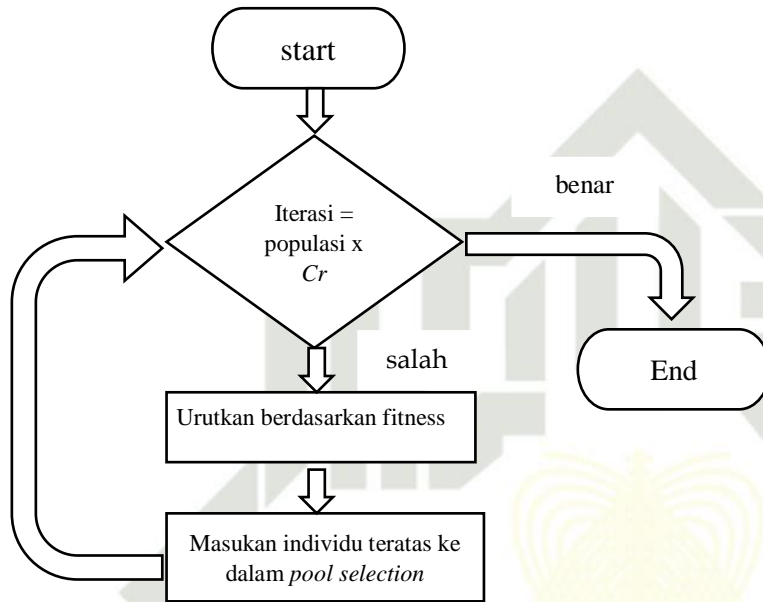 start
Iterasi =
populasi x
Cr
benar
salah
End
Urutkan berdasarkan fitness
Masukan individu teratas ke
dalam pool selection